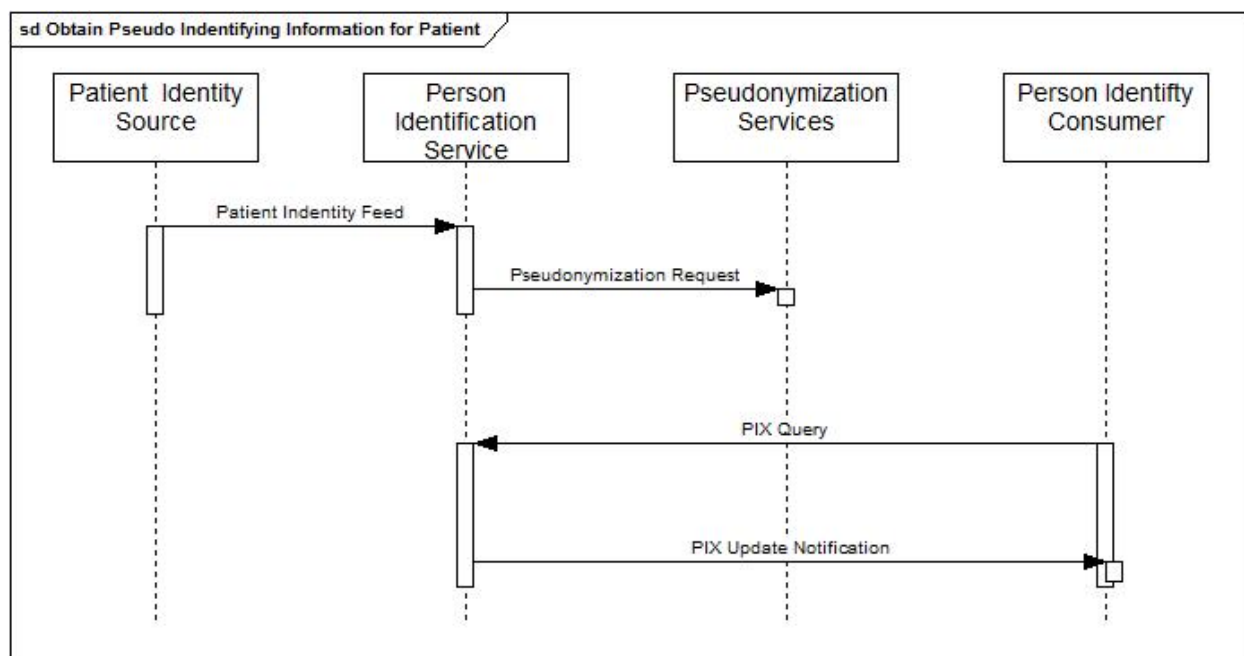 sd Obtain Pseudo Indentifying Information for Patient
Patient Identity
Source
Person
Identification
Service
Pseudonymization
Services
Person Identifty
Consumer
Patient Indentity Feed
Pseudonymization Request
PIX Query
PIX Update Notification